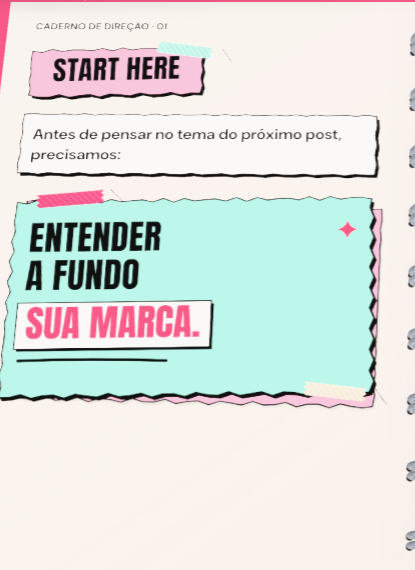 CADERNO DE DIREÇÃO · 01
START HERE
Antes de pensar no tema do próximo post,
precisamos:
ENTENDER
A FUNDO
SUA MARCA.